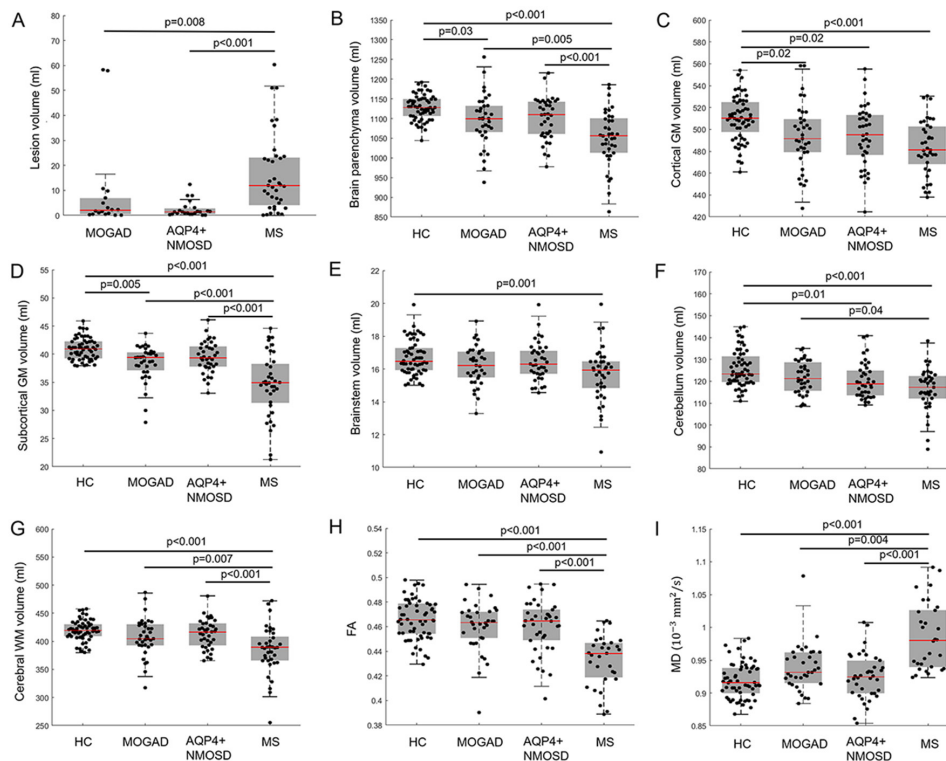 A
Lesion volume (ml)
80
70
60
50
40
30
20
10
0
p=0.008
p<0.001
MOGAD
AQP4+
NMOSD
MS
B
Brain parenchyma volume (ml)
1350
1300
1250
1200
1150
1100
1050
1000
950
900
850
p<0.001
p=0.03
p=0.005
p<0.001
HC
MOGAD
AQP4+
NMOSD
MS
C
Cortical GM volume (ml)
600
580
560
540
520
500
480
460
440
420
p<0.001
p=0.02
p=0.02
HC
MOGAD
AQP4+
NMOSD
MS
D
Subcortical GM volume (ml)
55
51
45
41
35
31
25
21
p<0.001
p=0.005
p<0.001
p<0.001
HC
MOGAD
AQP4+
NMOSD
MS
E
Brainstem volume (ml)
22
20
18
16
14
12
10
p=0.001
HC
MOGAD
AQP4+
NMOSD
MS
F
Cerebellum volume (ml)
170
160
150
140
130
120
110
100
90
80
p<0.001
p=0.01
p=0.04
HC
MOGAD
AQP4+
NMOSD
MS
G
Cerebral WM volume (ml)
600
550
500
450
400
350
300
250
p<0.001
p=0.007
p<0.001
HC
MOGAD
AQP4+
NMOSD
MS
H
FA
0.54
0.52
0.5
0.48
0.46
0.44
0.42
0.4
0.38
p<0.001
p<0.001
p<0.001
HC
MOGAD
AQP4+
NMOSD
MS
I
MD (10⁻³ mm²/s)
1.15
1.1
1.05
1
0.95
0.9
0.85
p<0.001
p=0.004
p<0.001
HC
MOGAD
AQP4+
NMOSD
MS